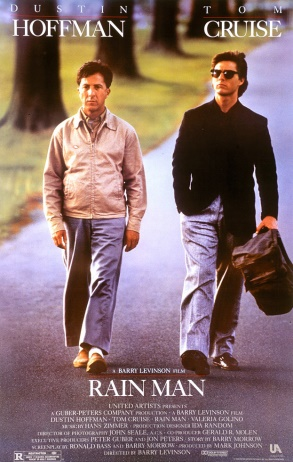 DUSTIN TOM
HOFFMAN CRUISE
A BARRY LEVINSON FILM
RAIN MAN
UNITED ARTISTS PRESENTS
A GUBER-PETERS COMPANY PRODUCTION A BARRY LEVINSON FILM
DUSTIN HOFFMAN · TOM CRUISE · RAIN MAN · VALERIA GOLINO
MUSIC BY HANS ZIMMER PRODUCTION DESIGNER IDA RANDOM
DIRECTOR OF PHOTOGRAPHY JOHN SEALE, A.C.S. CO-PRODUCER GERALD R. MOLEN
EXECUTIVE PRODUCERS PETER GUBER AND JON PETERS STORY BY BARRY MORROW
SCREENPLAY BY RONALD BASS AND BARRY MORROW PRODUCED BY MARK JOHNSON
R RESTRICTED DIRECTED BY BARRY LEVINSON UA